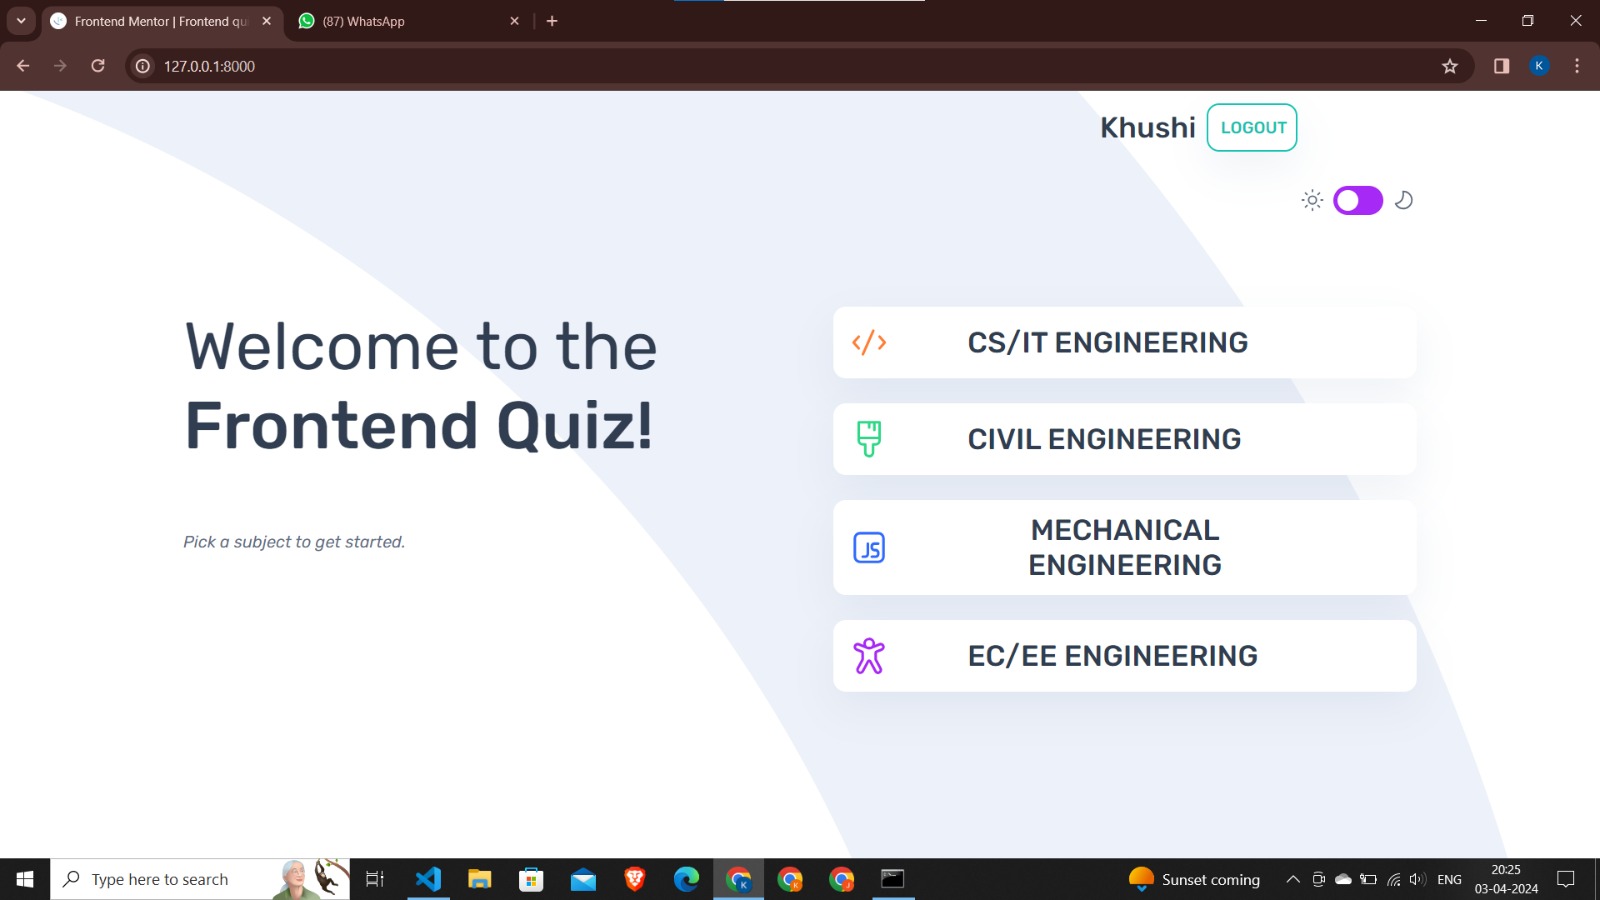 Frontend Mentor | Frontend qu
(87) WhatsApp
127.0.0.1:8000
Khushi
LOGOUT
Welcome to the
Frontend Quiz!
Pick a subject to get started.
CS/IT ENGINEERING
CIVIL ENGINEERING
JS
MECHANICAL
ENGINEERING
EC/EE ENGINEERING
Type here to search
Sunset coming
ENG
20:25
03-04-2024